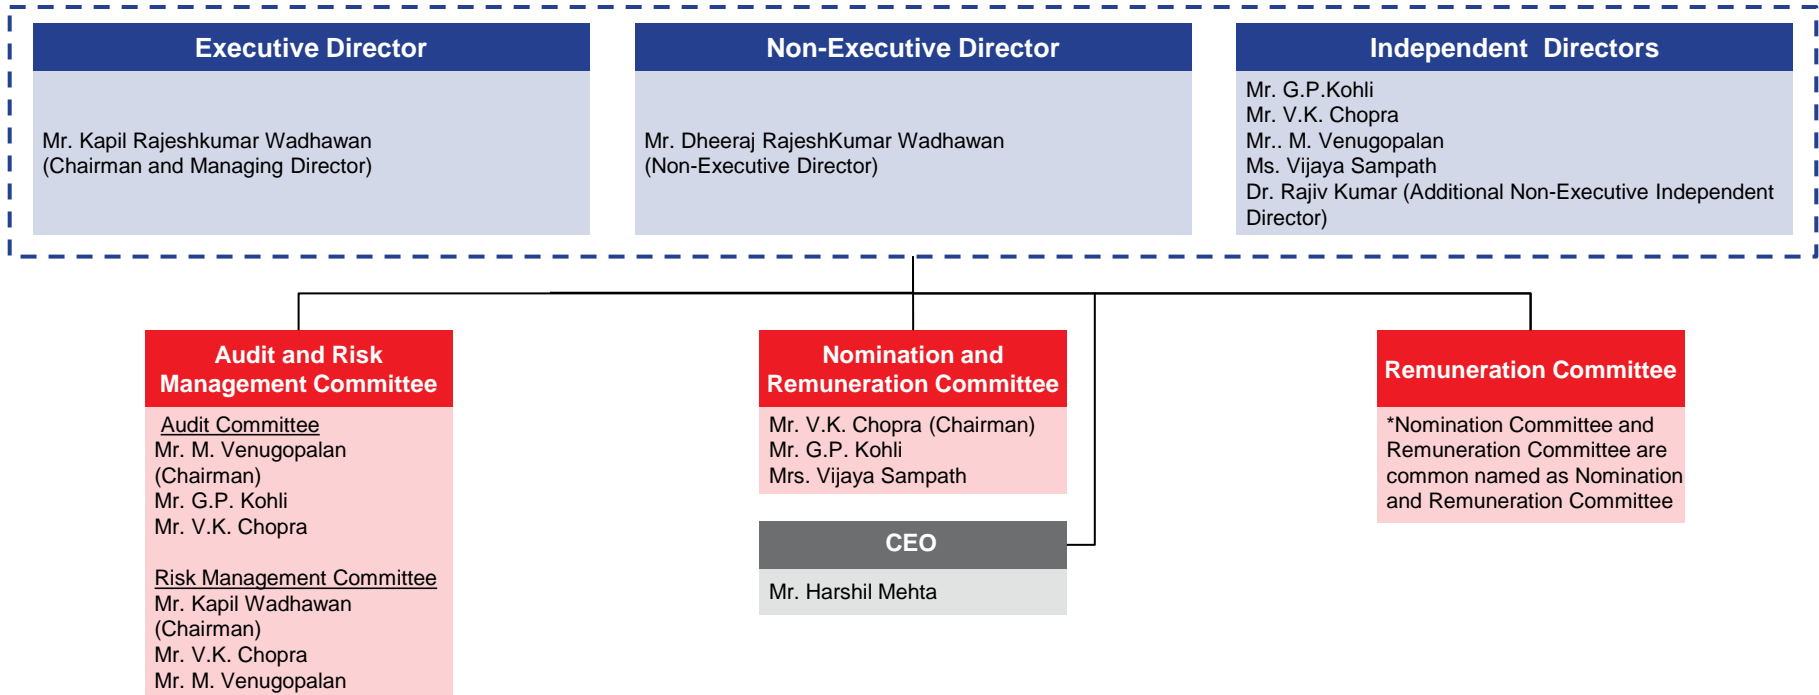 Executive Director
Mr. Kapil Rajeshkumar Wadhawan
(Chairman and Managing Director)
Non-Executive Director
Mr. Dheeraj RajeshKumar Wadhawan
(Non-Executive Director)
Independent Directors
Mr. G.P.Kohli
Mr. V.K. Chopra
Mr.. M. Venugopalan
Ms. Vijaya Sampath
Dr. Rajiv Kumar (Additional Non-Executive Independent
Director)
Audit and Risk
Management Committee
Audit Committee
Mr. M. Venugopalan
(Chairman)
Mr. G.P. Kohli
Mr. V.K. Chopra
Risk Management Committee
Mr. Kapil Wadhawan
(Chairman)
Mr. V.K. Chopra
Mr. M. Venugopalan
Nomination and
Remuneration Committee
Mr. V.K. Chopra (Chairman)
Mr. G.P. Kohli
Mrs. Vijaya Sampath
CEO
Mr. Harshil Mehta
Remuneration Committee
*Nomination Committee and
Remuneration Committee are
common named as Nomination
and Remuneration Committee